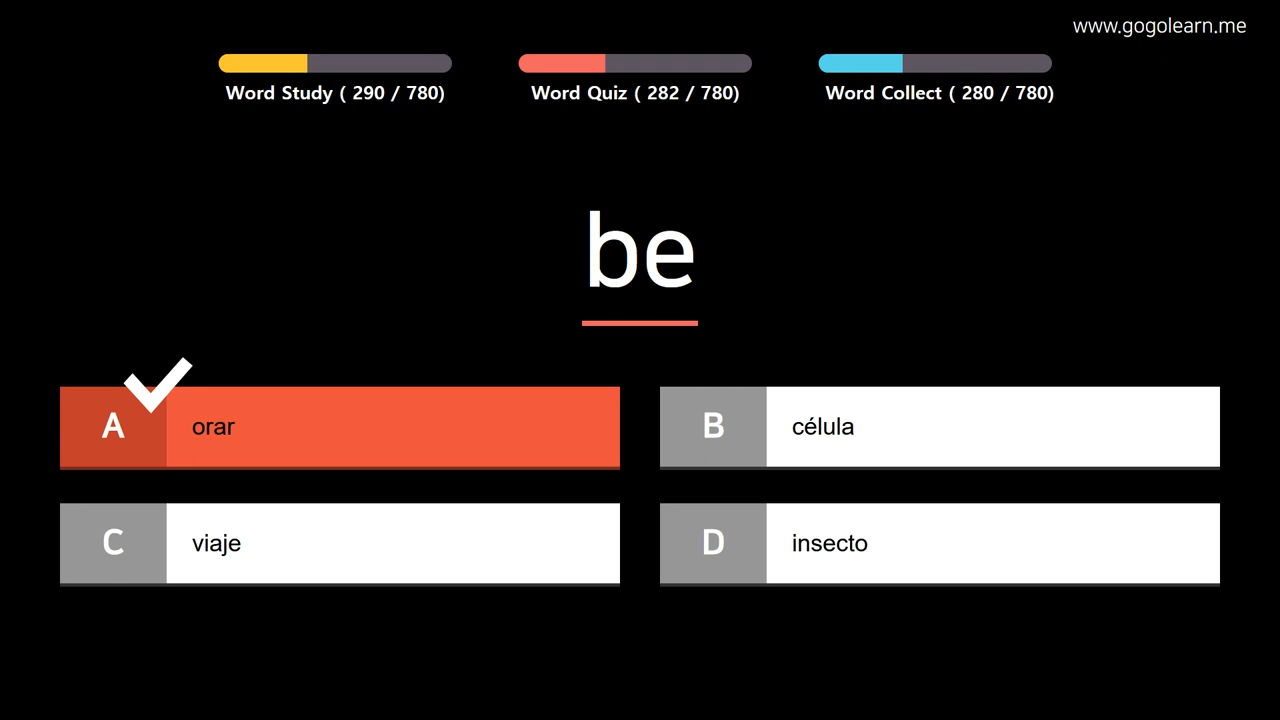 www.gogolearn.me
Word Study ( 290 / 780)
Word Quiz ( 282 / 780)
Word Collect ( 280 / 780)
be
A orar
B célula
C viaje
D insecto